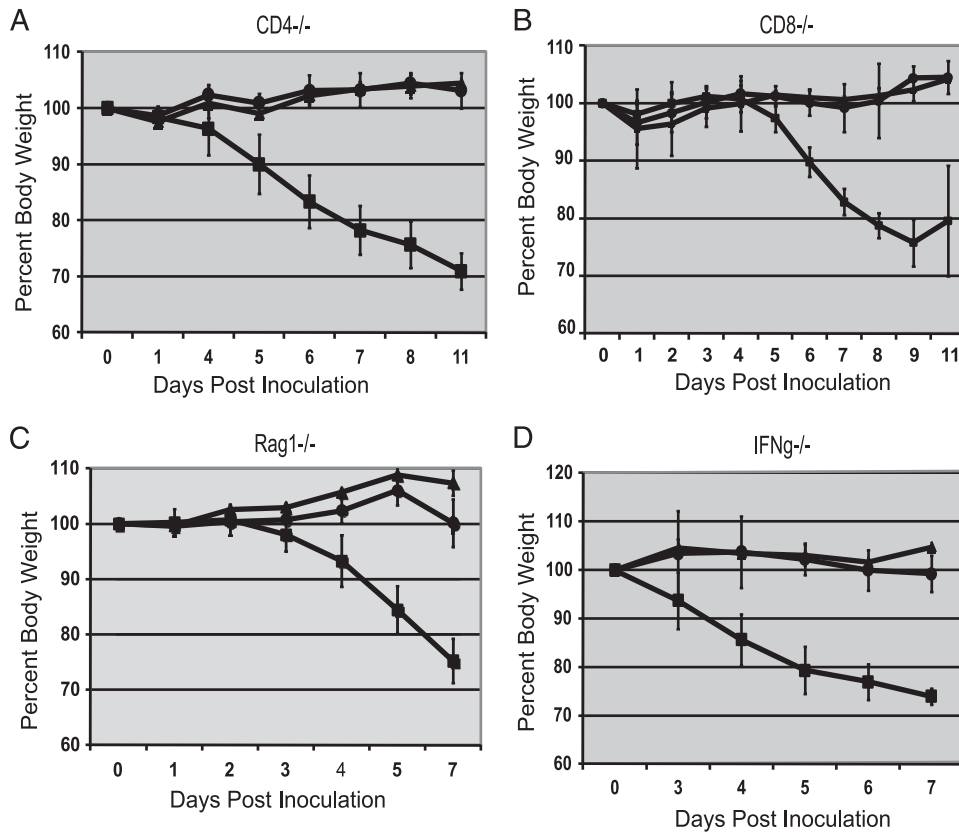 A
CD4-/-
110
100
90
80
70
60
Percent Body Weight
0 1 4 5 6 7 8 11
Days Post Inoculation
B
CD8-/-
110
100
90
80
70
60
Percent Body Weight
0 1 2 3 4 5 6 7 8 9 11
Days Post Inoculation
C
Rag1-/-
110
100
90
80
70
60
Percent Body Weight
0 1 2 3 4 5 7
Days Post Inoculation
D
IFNg-/-
120
110
100
90
80
70
60
Percent Body Weight
0 3 4 5 6 7
Days Post Inoculation